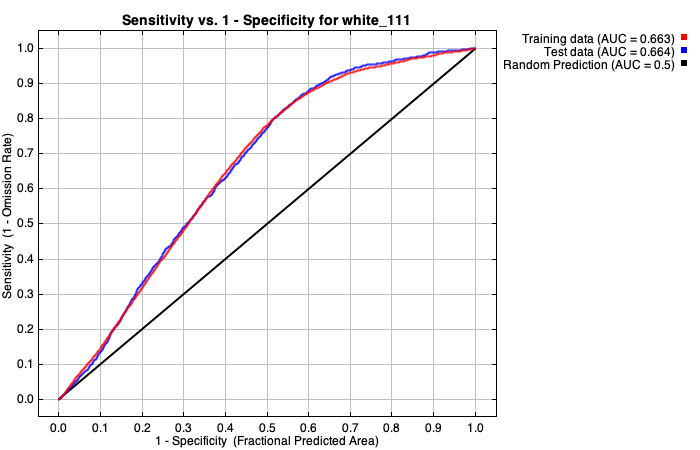 Sensitivity vs. 1 - Specificity for white_111
Training data (AUC = 0.663)
Test data (AUC = 0.664)
Random Prediction (AUC = 0.5)
Sensitivity (1 - Omission Rate)
1.0
0.9
0.8
0.7
0.6
0.5
0.4
0.3
0.2
0.1
0.0
0.0 0.1 0.2 0.3 0.4 0.5 0.6 0.7 0.8 0.9 1.0
1 - Specificity (Fractional Predicted Area)